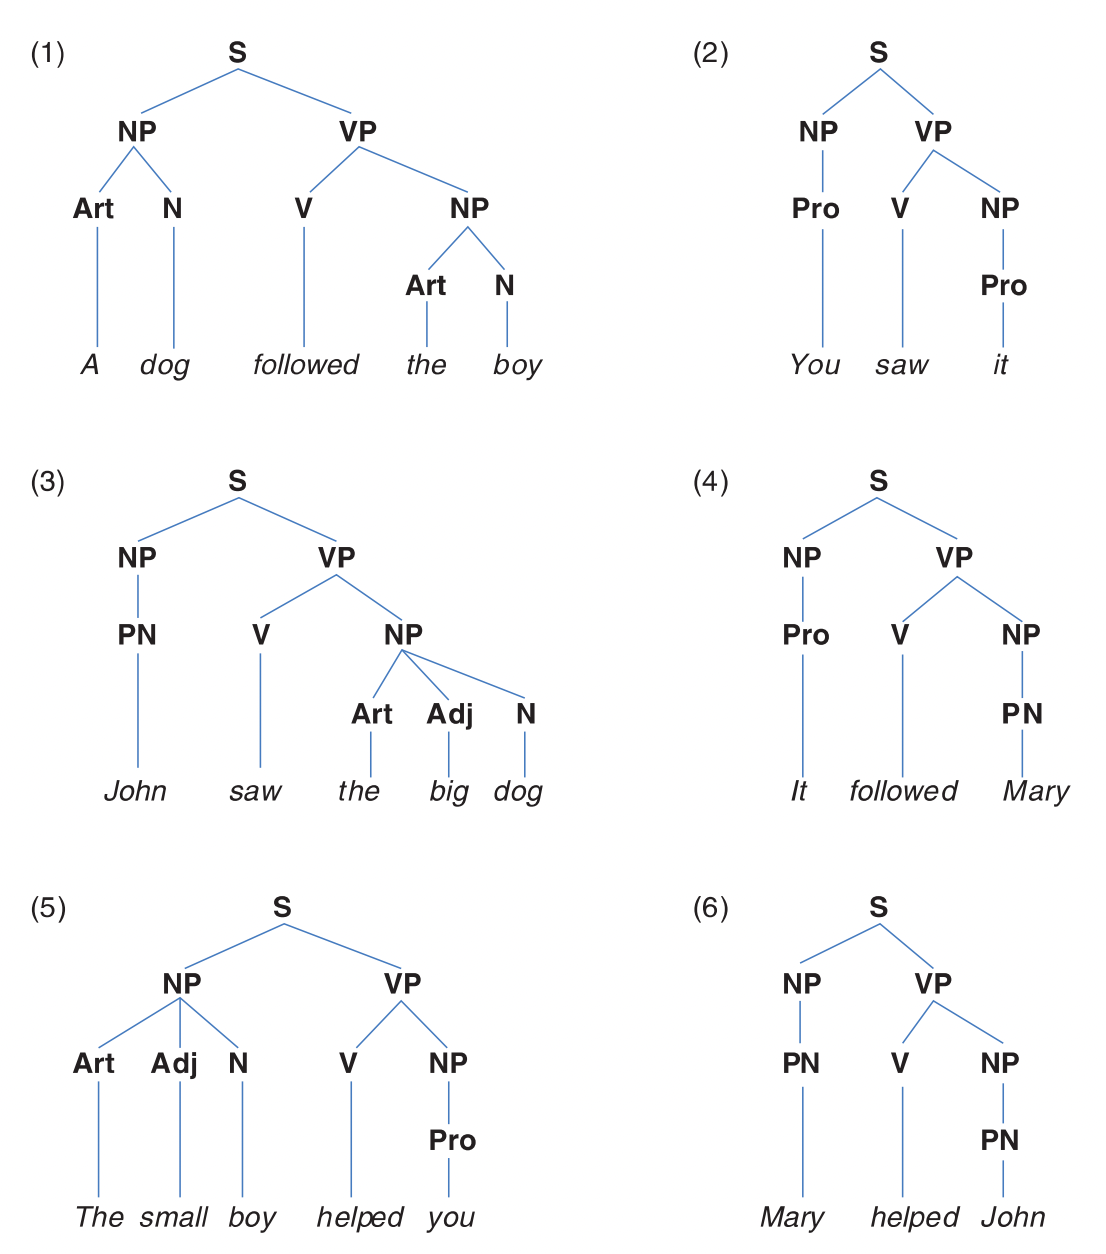 (1) S
NP VP
Art N V NP
Art N
A dog followed the boy
(2) S
NP VP
Pro V NP
Pro
You saw it
(3) S
NP VP
PN V NP
Art Adj N
John saw the big dog
(4) S
NP VP
Pro V NP
PN
It followed Mary
(5) S
NP VP
Art Adj N V NP
Pro
The small boy helped you
(6) S
NP VP
PN V NP
PN
Mary helped John